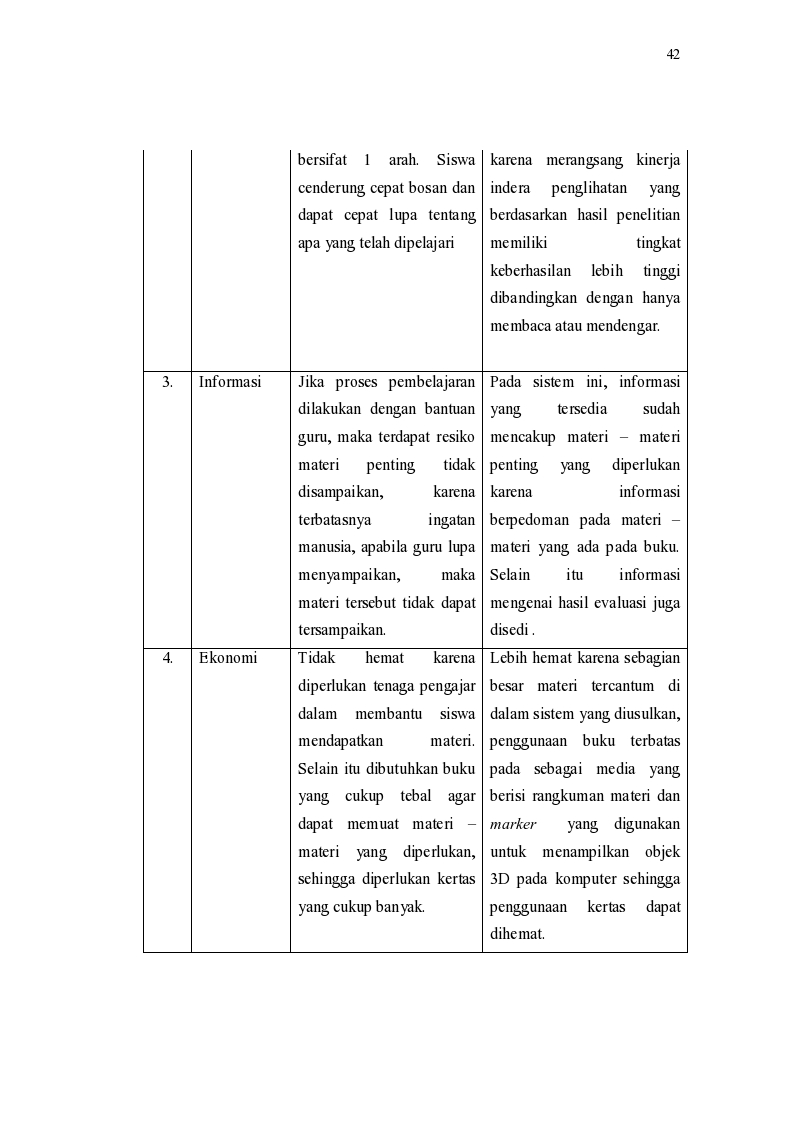 42
bersifat 1 arah. Siswa
cenderung cepat bosan dan
dapat cepat lupa tentang
apa yang telah dipelajari
karena merangsang kinerja
indera penglihatan yang
berdasarkan hasil penelitian
memiliki tingkat
keberhasilan lebih tinggi
dibandingkan dengan hanya
membaca atau mendengar.
3.
Informasi
Jika proses pembelajaran
dilakukan dengan bantuan
guru, maka terdapat resiko
materi penting tidak
disampaikan, karena
terbatasnya ingatan
manusia, apabila guru lupa
menyampaikan, maka
materi tersebut tidak dapat
tersampaikan.
Pada sistem ini, informasi
yang tersedia sudah
mencakup materi – materi
penting yang diperlukan
karena informasi
berpedoman pada materi –
materi yang ada pada buku.
Selain itu informasi
mengenai hasil evaluasi juga
disedi .
4.
Ekonomi
Tidak hemat karena
diperlukan tenaga pengajar
dalam membantu siswa
mendapatkan materi.
Selain itu dibutuhkan buku
yang cukup tebal agar
dapat memuat materi –
materi yang diperlukan,
sehingga diperlukan kertas
yang cukup banyak.
Lebih hemat karena sebagian
besar materi tercantum di
dalam sistem yang diusulkan,
penggunaan buku terbatas
pada sebagai media yang
berisi rangkuman materi dan
marker yang digunakan
untuk menampilkan objek
3D pada komputer sehingga
penggunaan kertas dapat
dihemat.